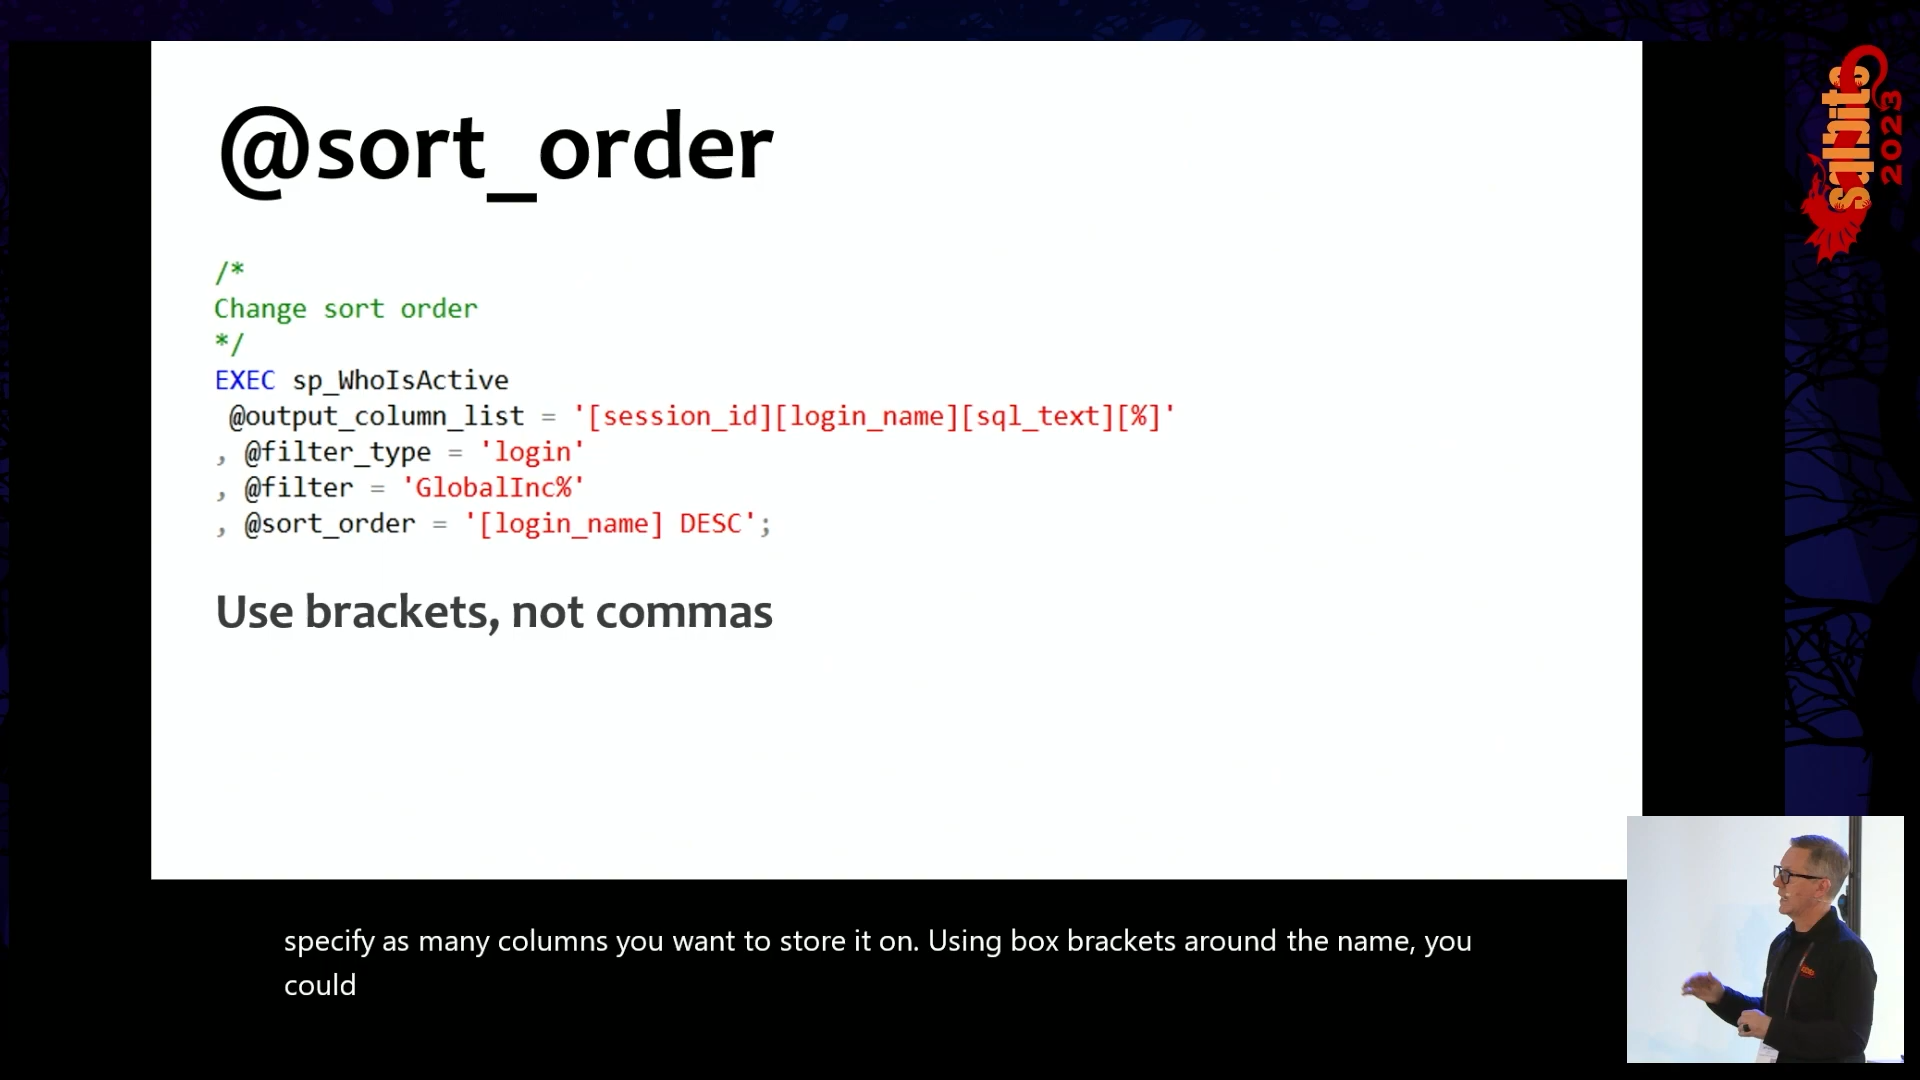 @sort_order
/*
Change sort order
*/
EXEC sp_WhoIsActive
@output_column_list = '[session_id][login_name][sql_text][%]'
, @filter_type = 'login'
, @filter = 'GlobalInc%'
, @sort_order = '[login_name] DESC';
Use brackets, not commas
specify as many columns you want to store it on. Using box brackets around the name, you
could
sqlbits
2023